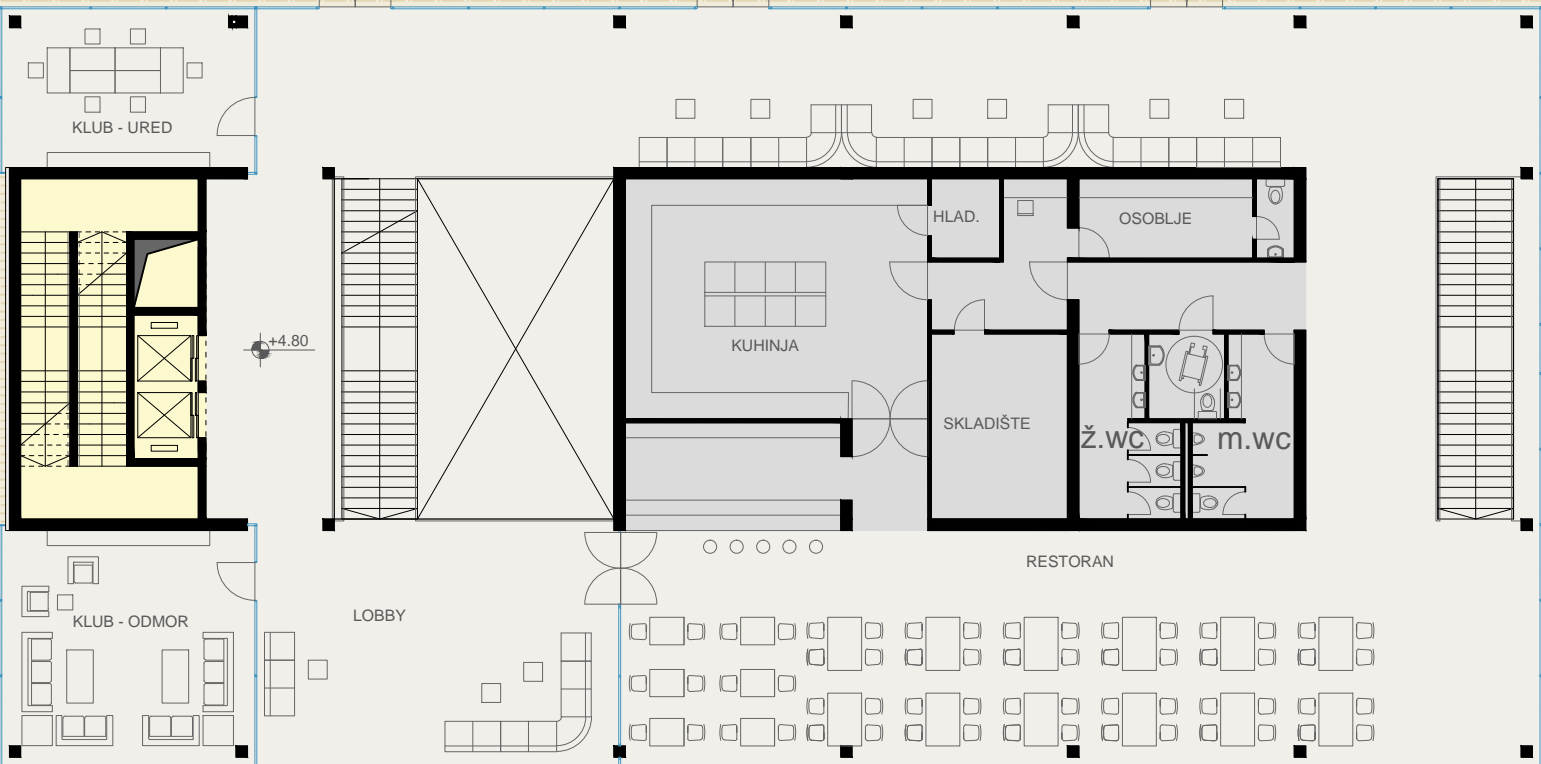 KLUB - URED
HLAD.
OSOBLJE
+4.80
KUHINJA
SKLADIŠTE
ž.wc
m.wc
RESTORAN
LOBBY
KLUB - ODMOR